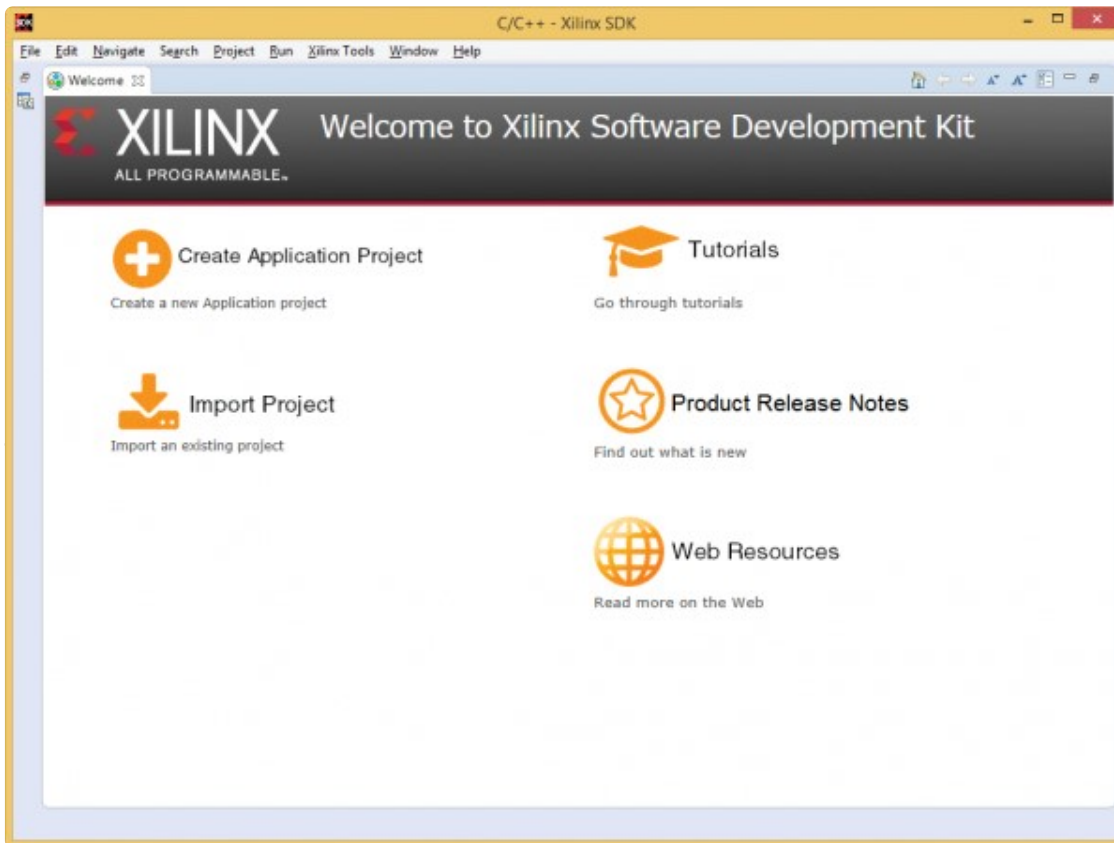 C/C++ - Xilinx SDK
File Edit Navigate Search Project Run Xilinx Tools Window Help
Welcome
XILINX
ALL PROGRAMMABLE™
Welcome to Xilinx Software Development Kit
Create Application Project
Create a new Application project
Tutorials
Go through tutorials
Import Project
Import an existing project
Product Release Notes
Find out what is new
Web Resources
Read more on the Web